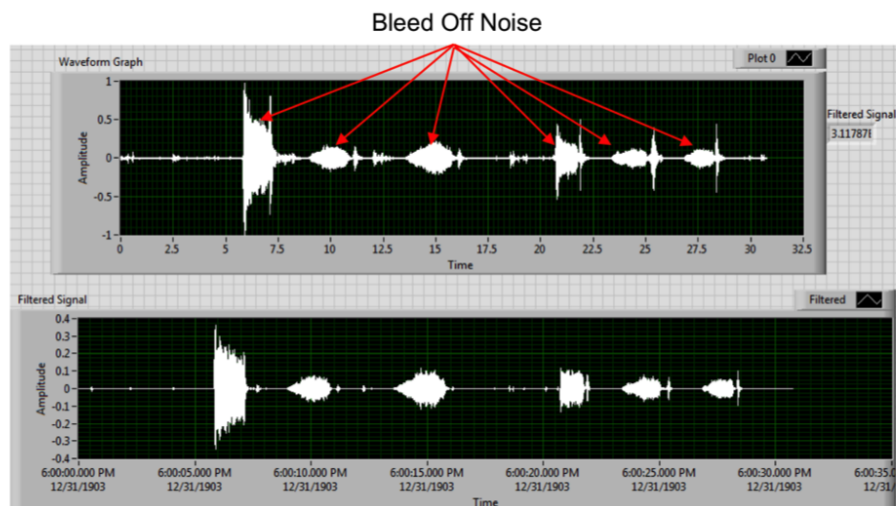 Bleed Off Noise
Waveform Graph
Plot 0
1
0.5
0
-0.5
-1
Amplitude
0 2.5 5 7.5 10 12.5 15 17.5 20 22.5 25 27.5 30 32.5
Time
Filtered Signal
Filtered Signal
Filtered
0.4
0.3
0.2
0.1
0
-0.1
-0.2
-0.3
-0.4
Amplitude
6:00:00.000 PM 6:00:05.000 PM 6:00:10.000 PM 6:00:15.000 PM 6:00:20.000 PM 6:00:25.000 PM 6:00:30.000 PM 6:00:35.0
12/31/1903 12/31/1903 12/31/1903 12/31/1903 12/31/1903 12/31/1903 12/31/1903 12/31/
Time